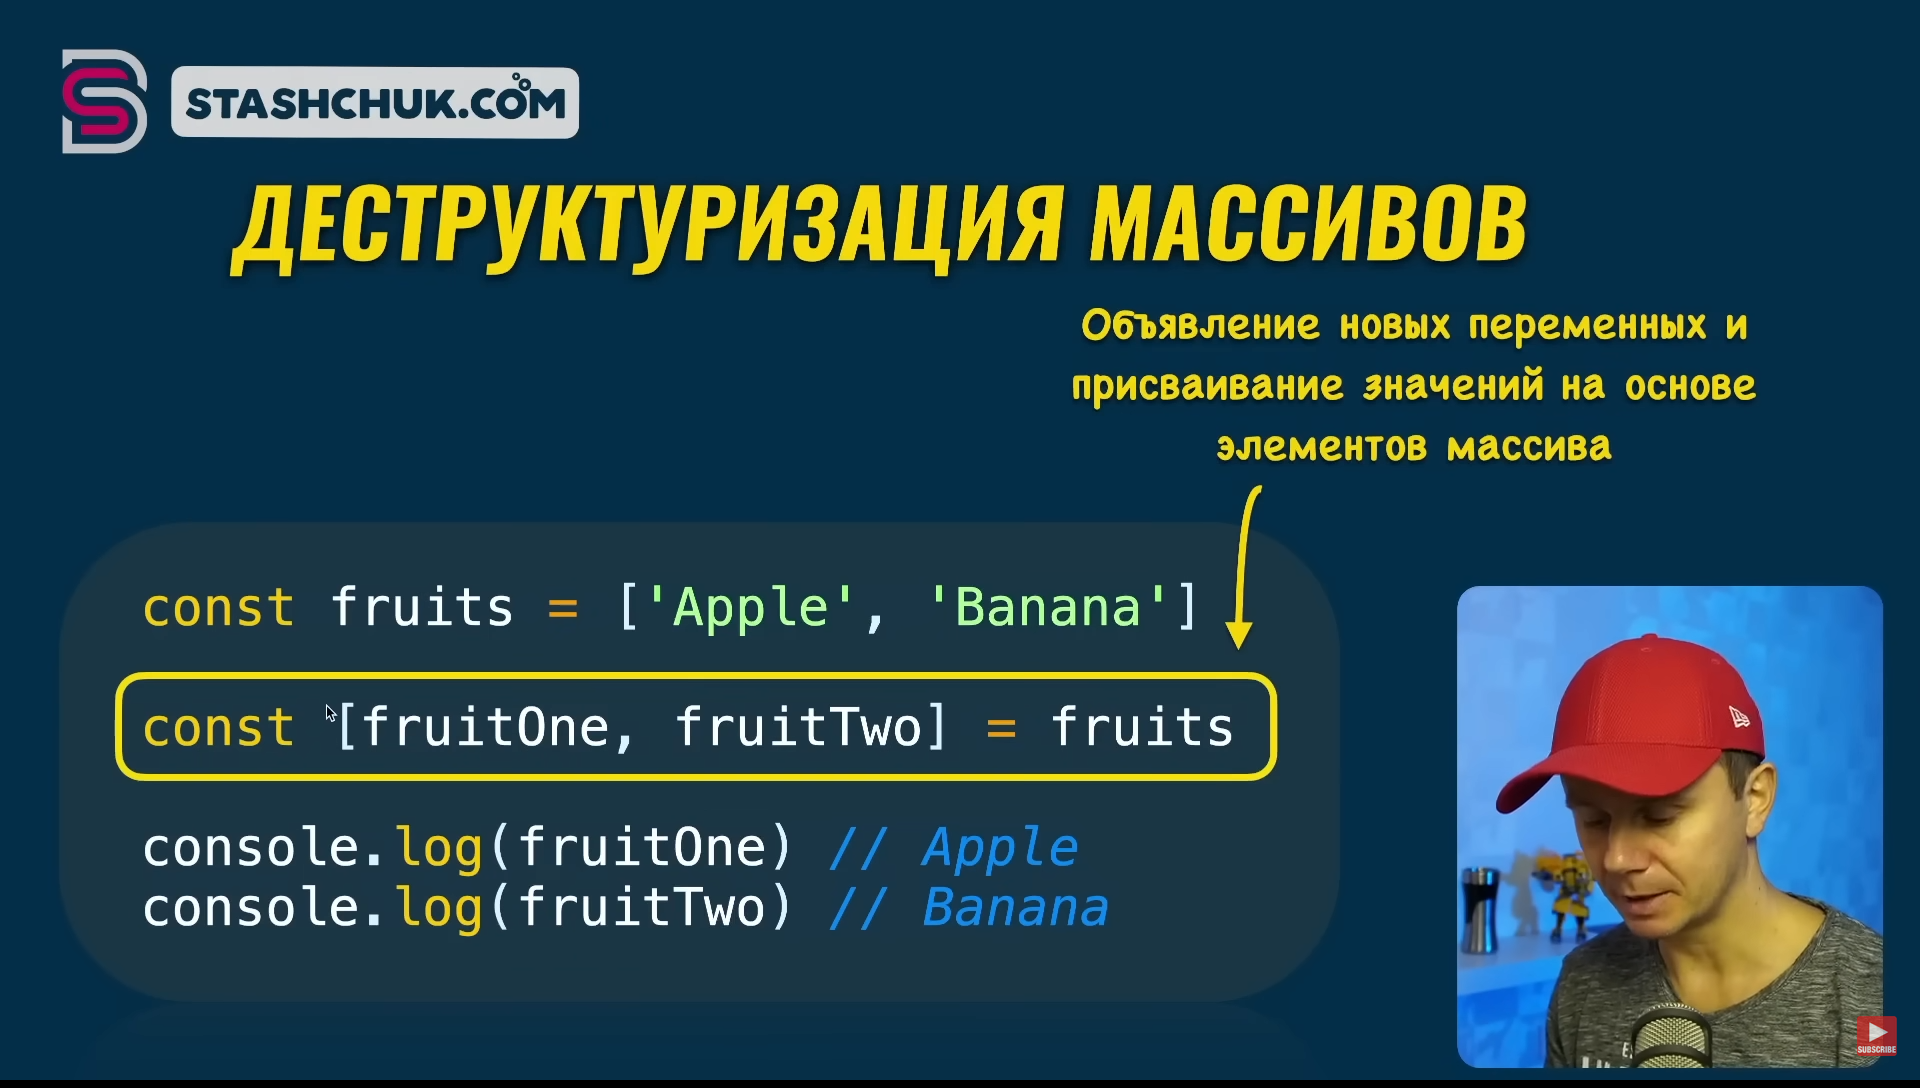 STASHCHUK.COM
ДЕСТРУКТУРИЗАЦИЯ МАССИВОВ
Объявление новых переменных и
присваивание значений на основе
элементов массива
const fruits = ['Apple', 'Banana']
const [fruitOne, fruitTwo] = fruits
console.log(fruitOne) // Apple
console.log(fruitTwo) // Banana
SUBSCRIBE